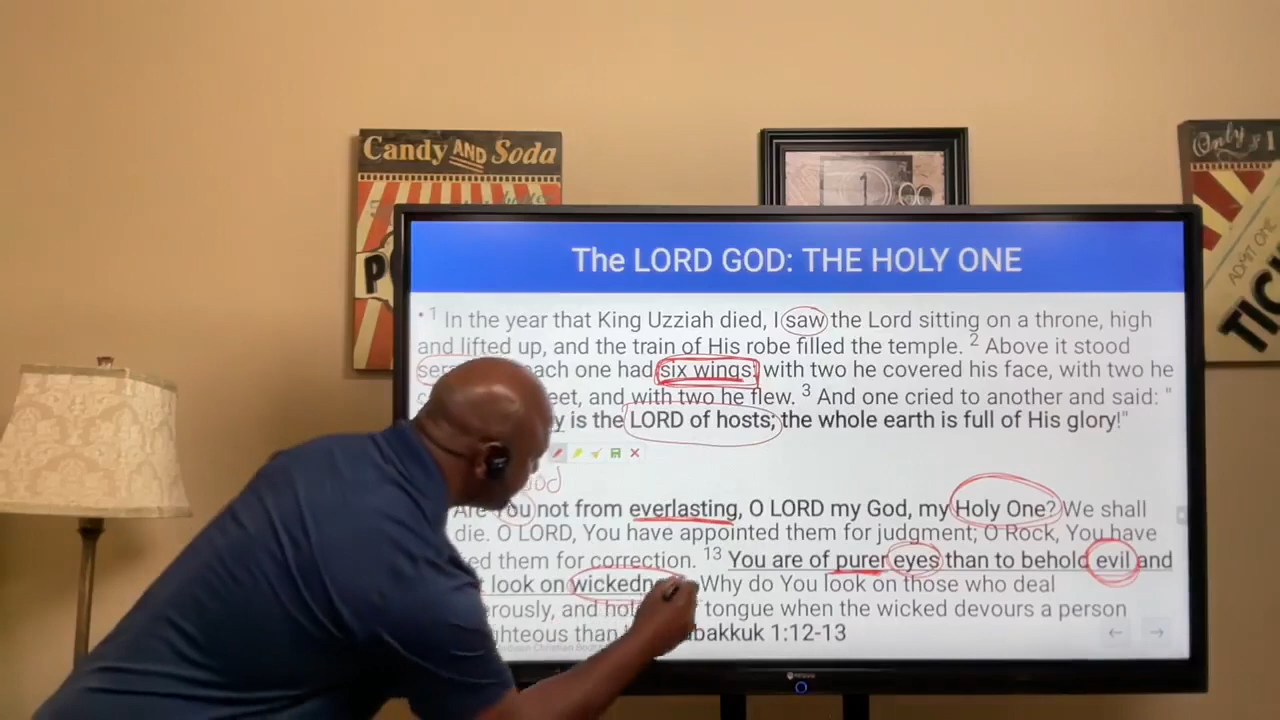 Candy AND Soda
Only
ADMIT ONE
The LORD GOD: THE HOLY ONE
• 1 In the year that King Uzziah died, I saw the Lord sitting on a throne, high
and lifted up, and the train of His robe filled the temple. 2 Above it stood
each one had six wings: with two he covered his face, with two he
and with two he flew. 3 And one cried to another and said: "
is the LORD of hosts; the whole earth is full of His glory!"
Are You not from everlasting, O LORD my God, my Holy One? We shall
die. O LORD, You have appointed them for judgment; O Rock, You have
them for correction. 13 You are of purer eyes than to behold evil and
look on Why do You look on those who deal
and tongue when the wicked devours a person
than 1:12-13